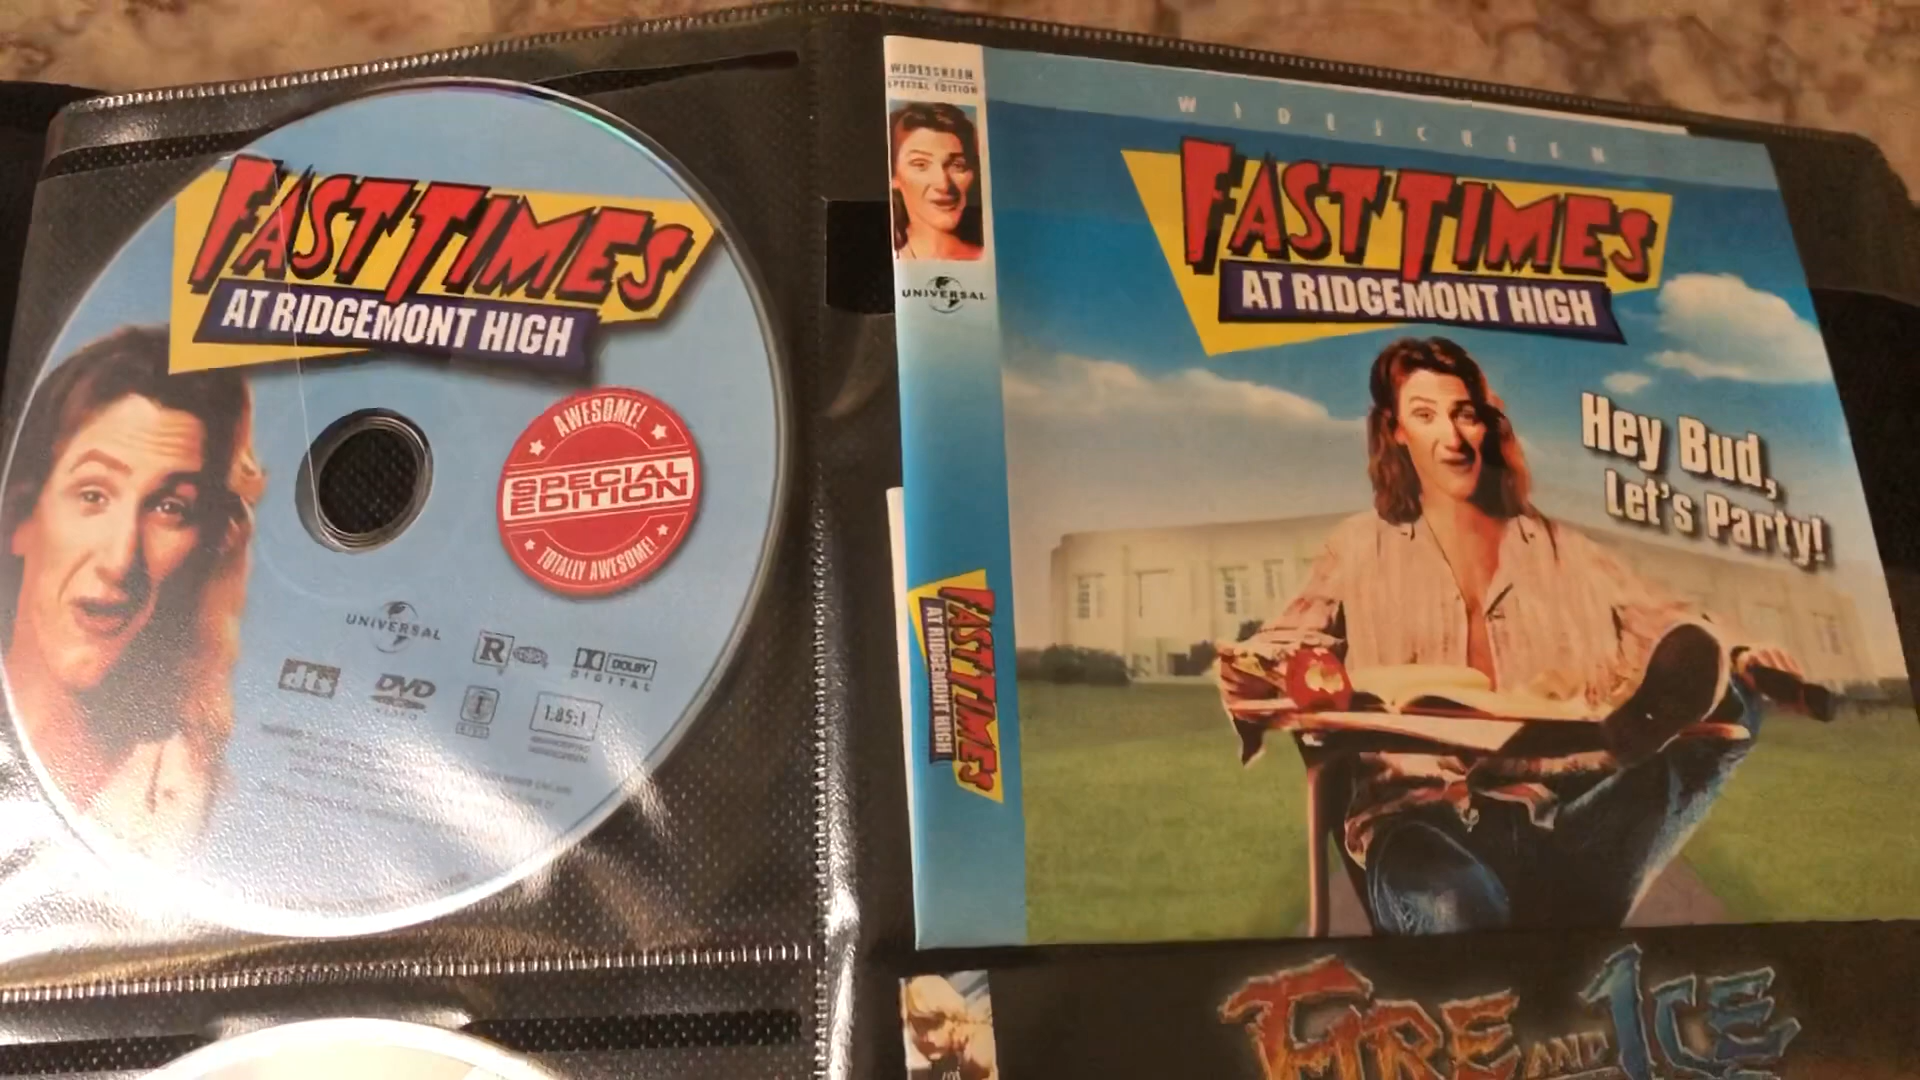 FAST TIMES
AT RIDGEMONT HIGH
AWESOME!
SPECIAL
EDITION
TOTALLY AWESOME!
UNIVERSAL
R
DOLBY
DIGITAL
dts
DVD
VIDEO
1.85:1
WIDESCREEN
SPECIAL EDITION
UNIVERSAL
FAST TIMES
AT RIDGEMONT HIGH
WIDESCREEN
FAST TIMES
AT RIDGEMONT HIGH
Hey Bud,
Let's Party!
FIRE AND ICE